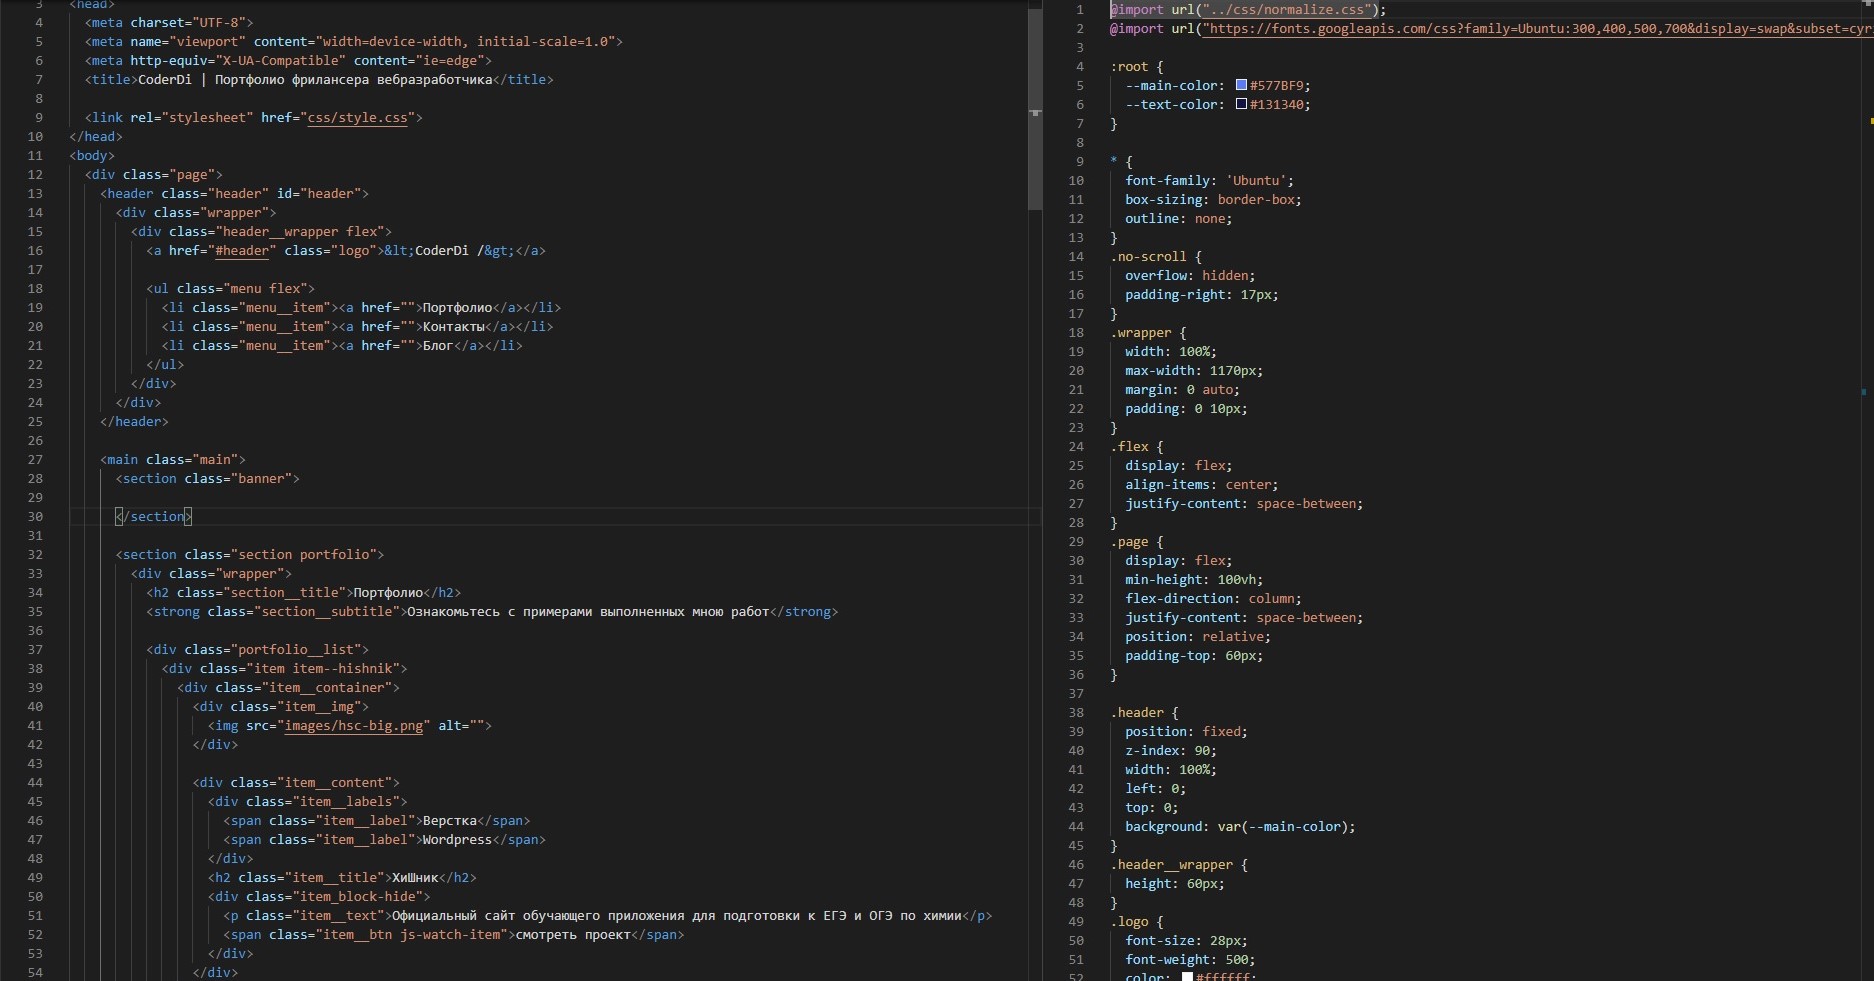 3 <head>
4 <meta charset="UTF-8">
5 <meta name="viewport" content="width=device-width, initial-scale=1.0">
6 <meta http-equiv="X-UA-Compatible" content="ie=edge">
7 <title>CoderDi | Портфолио фрилансера вебразработчика</title>
8
9 <link rel="stylesheet" href="css/style.css">
10 </head>
11 <body>
12 <div class="page">
13 <header class="header" id="header">
14 <div class="wrapper">
15 <div class="header__wrapper flex">
16 <a href="#header" class="logo">&lt;CoderDi /&gt;</a>
17
18 <ul class="menu flex">
19 <li class="menu__item"><a href="">Портфолио</a></li>
20 <li class="menu__item"><a href="">Контакты</a></li>
21 <li class="menu__item"><a href="">Блог</a></li>
22 </ul>
23 </div>
24 </div>
25 </header>
26
27 <main class="main">
28 <section class="banner">
29
30 </section>
31
32 <section class="section portfolio">
33 <div class="wrapper">
34 <h2 class="section__title">Портфолио</h2>
35 <strong class="section__subtitle">Ознакомьтесь с примерами выполненных мною работ</strong>
36
37 <div class="portfolio__list">
38 <div class="item item--hishnik">
39 <div class="item__container">
40 <div class="item__img">
41 <img src="images/hsc-big.png" alt="">
42 </div>
43
44 <div class="item__content">
45 <div class="item__labels">
46 <span class="item__label">Верстка</span>
47 <span class="item__label">Wordpress</span>
48 </div>
49 <h2 class="item__title">ХиШник</h2>
50 <div class="item_block-hide">
51 <p class="item__text">Официальный сайт обучающего приложения для подготовки к ЕГЭ и ОГЭ по химии</p>
52 <span class="item__btn js-watch-item">смотреть проект</span>
53 </div>
54 </div>
1 @import url("../css/normalize.css");
2 @import url("https://fonts.googleapis.com/css?family=Ubuntu:300,400,500,700&display=swap&subset=cyr
3
4 :root {
5 --main-color: #577BF9;
6 --text-color: #131340;
7 }
8
9 * {
10 font-family: 'Ubuntu';
11 box-sizing: border-box;
12 outline: none;
13 }
14 .no-scroll {
15 overflow: hidden;
16 padding-right: 17px;
17 }
18 .wrapper {
19 width: 100%;
20 max-width: 1170px;
21 margin: 0 auto;
22 padding: 0 10px;
23 }
24 .flex {
25 display: flex;
26 align-items: center;
27 justify-content: space-between;
28 }
29 .page {
30 display: flex;
31 min-height: 100vh;
32 flex-direction: column;
33 justify-content: space-between;
34 position: relative;
35 padding-top: 60px;
36 }
37
38 .header {
39 position: fixed;
40 z-index: 90;
41 width: 100%;
42 left: 0;
43 top: 0;
44 background: var(--main-color);
45 }
46 .header__wrapper {
47 height: 60px;
48 }
49 .logo {
50 font-size: 28px;
51 font-weight: 500;
52 color: #ffffff;